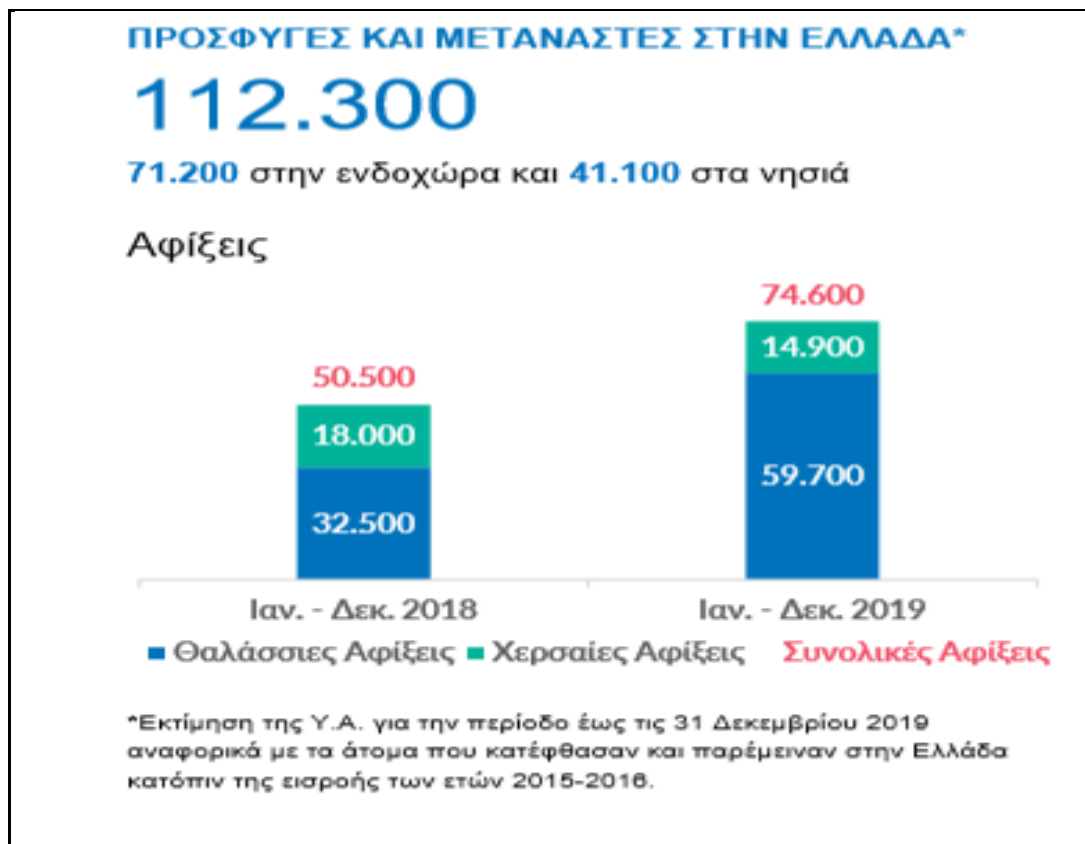 ΠΡΟΣΦΥΓΕΣ ΚΑΙ ΜΕΤΑΝΑΣΤΕΣ ΣΤΗΝ ΕΛΛΑΔΑ*
112.300
71.200 στην ενδοχώρα και 41.100 στα νησιά
Αφίξεις
74.600
14.900
50.500
18.000
59.700
32.500
Ιαν. - Δεκ. 2018 Ιαν. - Δεκ. 2019
Θαλάσσιες Αφίξεις Χερσαίες Αφίξεις Συνολικές Αφίξεις
*Εκτίμηση της Υ.Α. για την περίοδο έως τις 31 Δεκεμβρίου 2019
αναφορικά με τα άτομα που κατέφθασαν και παρέμειναν στην Ελλάδα
κατόπιν της εισροής των ετών 2015-2016.